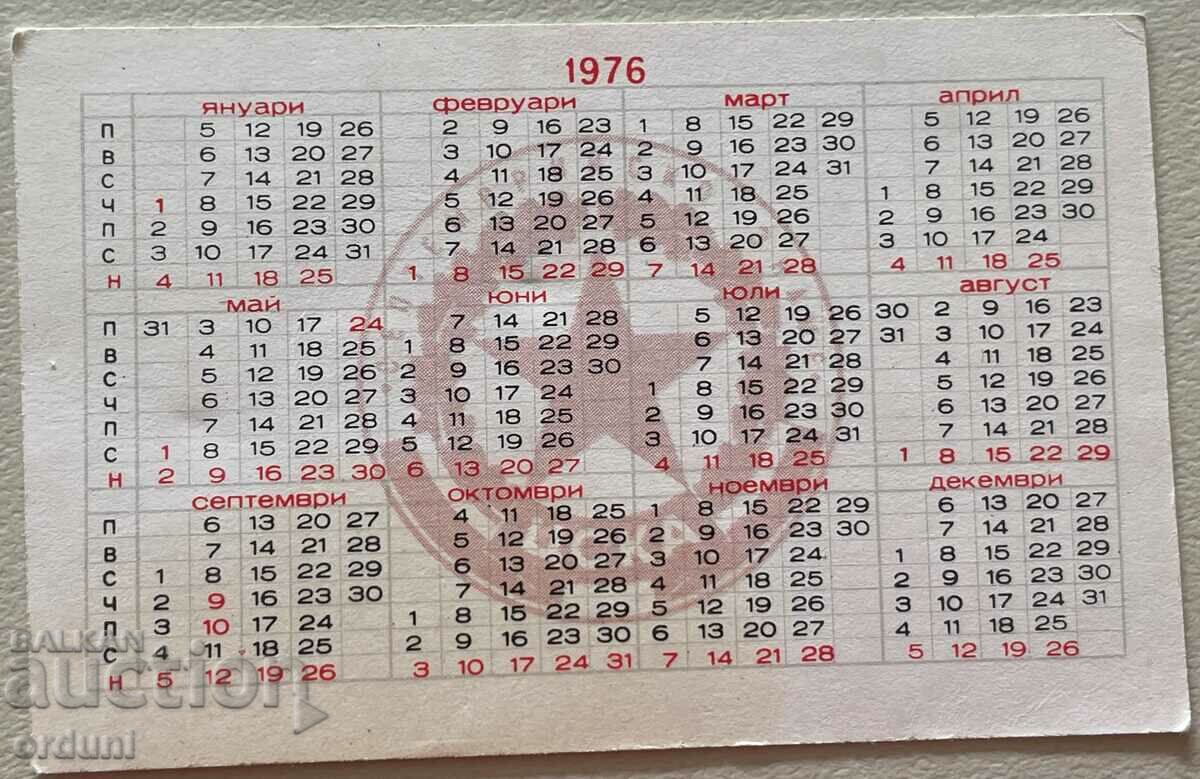 1976
януари февруари март април
П 5 12 19 26 2 9 16 23 1 8 15 22 29 5 12 19 26
В 6 13 20 27 3 10 17 24 2 9 16 23 30 6 13 20 27
С 7 14 21 28 4 11 18 25 3 10 17 24 31 7 14 21 28
Ч 1 8 15 22 29 5 12 19 26 4 11 18 25 1 8 15 22 29
П 2 9 16 23 30 6 13 20 27 5 12 19 26 2 9 16 23 30
С 3 10 17 24 31 7 14 21 28 6 13 20 27 3 10 17 24
Н 4 11 18 25 1 8 15 22 29 7 14 21 28 4 11 18 25
май юни юли август
П 31 3 10 17 24 7 14 21 28 5 12 19 26 30 2 9 16 23
В 4 11 18 25 1 8 15 22 29 6 13 20 27 31 3 10 17 24
С 5 12 19 26 2 9 16 23 30 7 14 21 28 4 11 18 25
Ч 6 13 20 27 3 10 17 24 1 8 15 22 29 5 12 19 26
П 7 14 21 28 4 11 18 25 2 9 16 23 30 6 13 20 27
С 1 8 15 22 29 5 12 19 26 3 10 17 24 31 7 14 21 28
Н 2 9 16 23 30 6 13 20 27 4 11 18 25 1 8 15 22 29
септември октомври ноември декември
П 6 13 20 27 4 11 18 25 1 8 15 22 29 6 13 20 27
В 7 14 21 28 5 12 19 26 2 9 16 23 30 7 14 21 28
С 1 8 15 22 29 6 13 20 27 3 10 17 24 1 8 15 22 29
Ч 2 9 16 23 30 7 14 21 28 4 11 18 25 2 9 16 23 30
П 3 10 17 24 1 8 15 22 29 5 12 19 26 3 10 17 24 31
С 4 11 18 25 2 9 16 23 30 6 13 20 27 4 11 18 25
Н 5 12 19 26 3 10 17 24 31 7 14 21 28 5 12 19 26
BALKAN
auction
orduni